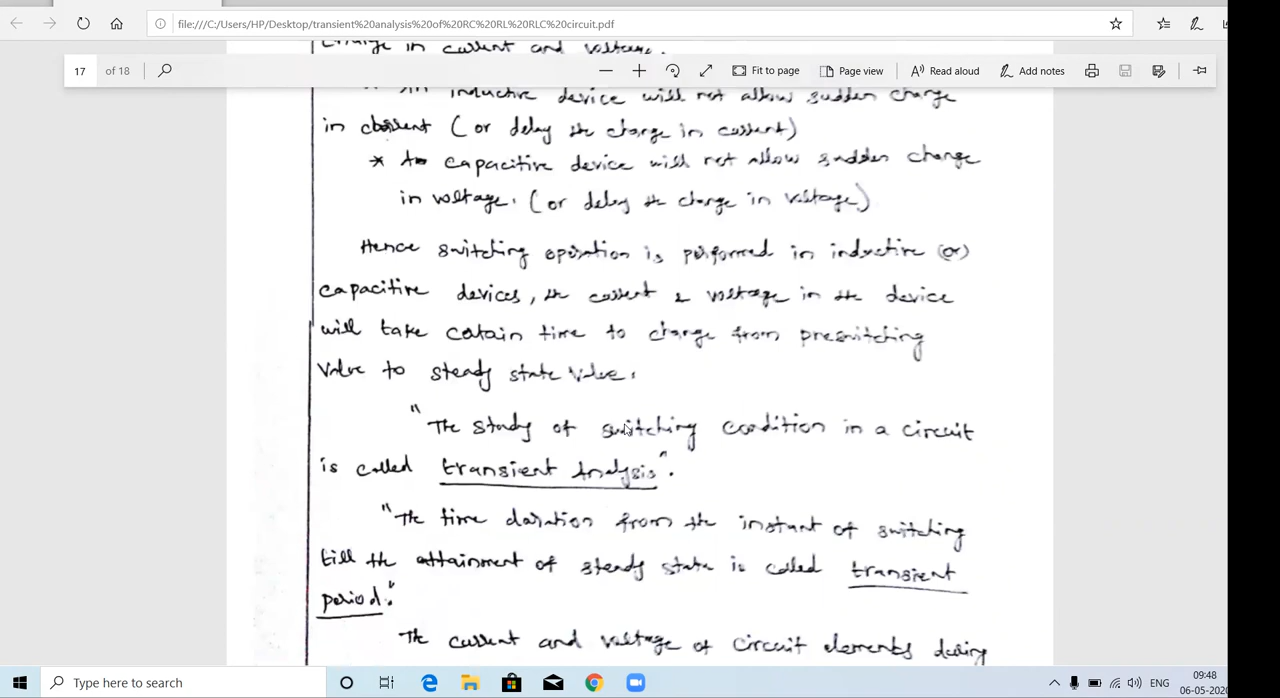 file:///C:/Users/HP/Desktop/transient%20analysis%20of%20RC%20RL%20RLC%20circuit.pdf
change in current and voltage.
17 of 18 Fit to page Page view Read aloud Add notes
* An inductive device will not allow sudden change
in current (or delay the change in current)
* A capacitive device will not allow sudden change
in voltage. (or delay the change in voltage)
Hence switching operation is performed in inductive (or)
capacitive devices, the current & voltage in the device
will take certain time to change from preswitching
value to steady state value.
"The study of switching condition in a circuit
is called transient Analysis".
"The time duration from the instant of switching
till the attainment of steady state is called transient
period."
The current and voltage of circuit elements during
Type here to search
ENG
09:48
06-05-2020